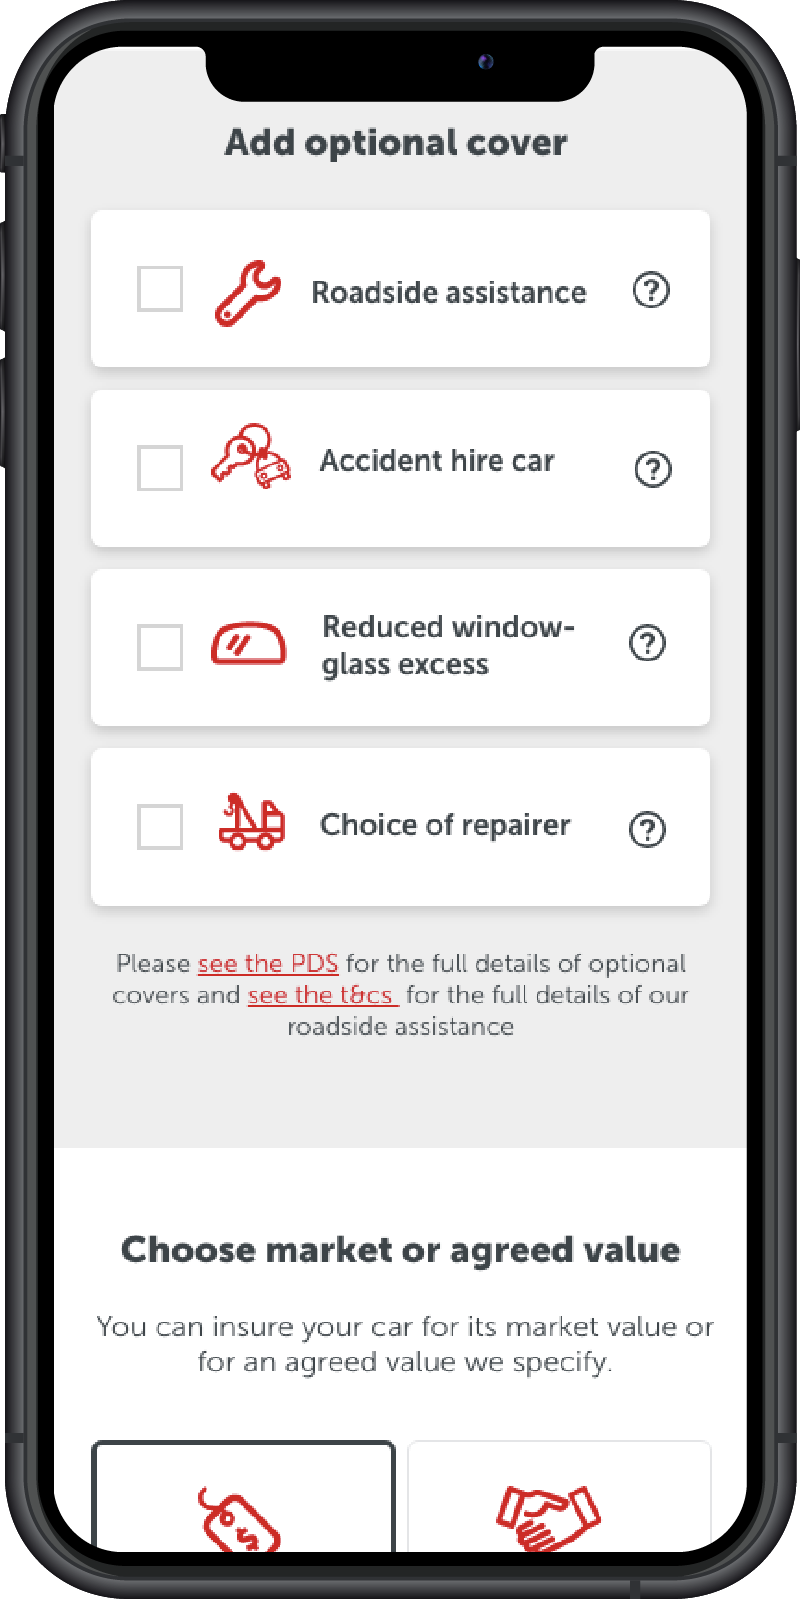 Add optional cover
Roadside assistance
?
Accident hire car
?
Reduced window-
glass excess
?
Choice of repairer
?
Please see the PDS for the full details of optional
covers and see the t&cs for the full details of our
roadside assistance
Choose market or agreed value
You can insure your car for its market value or
for an agreed value we specify.
$